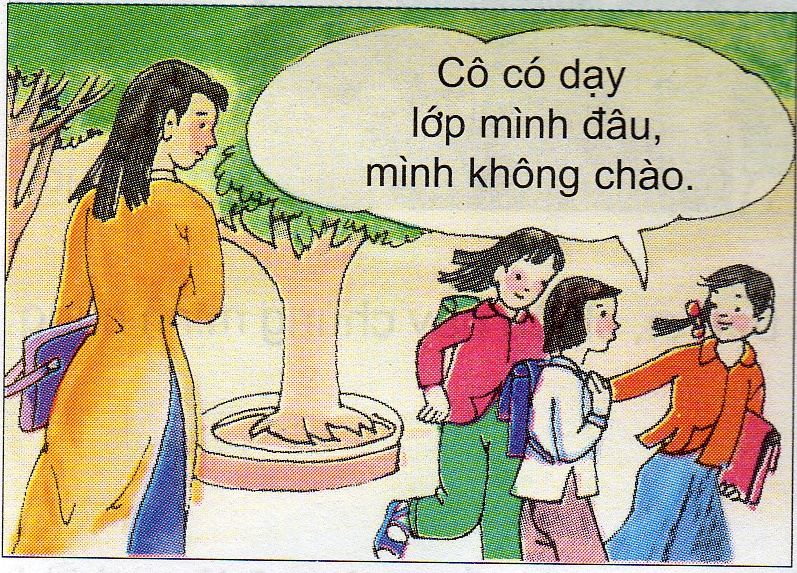 Cô có dạy
lớp mình đâu,
mình không chào.